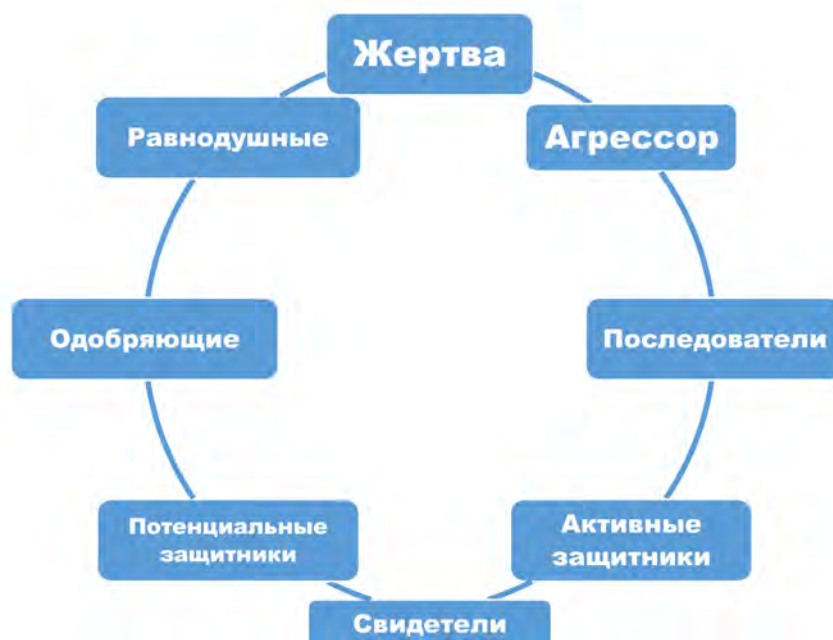 Жертва
Агрессор
Последователи
Активные
защитники
Свидетели
Потенциальные
защитники
Одобряющие
Равнодушные